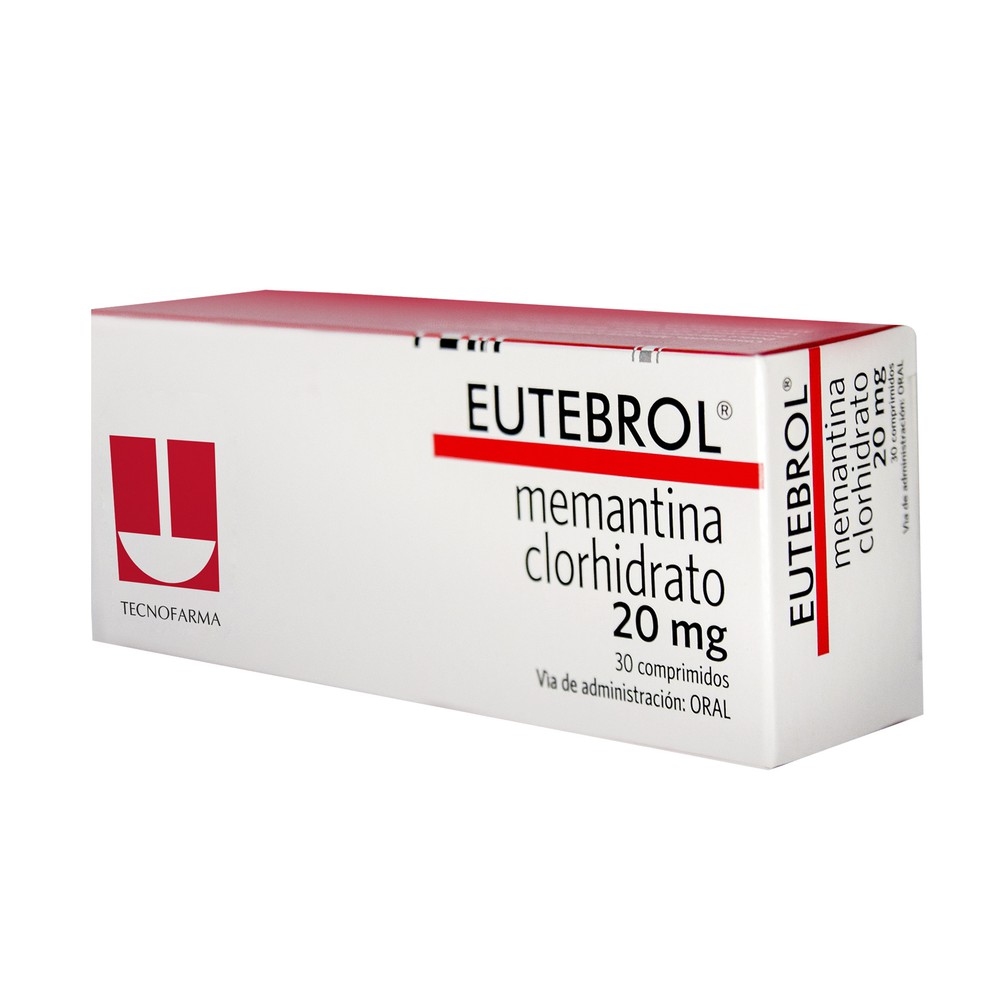 EUTEBROL®
memantina
clorhidrato
20 mg
30 comprimidos
Vía de administración: ORAL
TECNOFARMA
EUTEBROL®
memantina
clorhidrato
20 mg
30 comprimidos
Vía de administración: ORAL